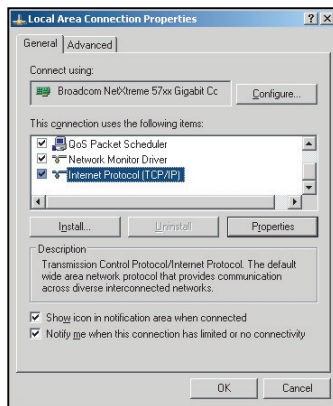 Local Area Connection Properties
General Advanced
Connect using:
Broadcom NetXtreme 57xx Gigabit Cc
Configure...
This connection uses the following items:
QoS Packet Scheduler
Network Monitor Driver
Internet Protocol (TCP/IP)
Install... Uninstall Properties
Description
Transmission Control Protocol/Internet Protocol. The default
wide area network protocol that provides communication
across diverse interconnected networks.
Show icon in notification area when connected
Notify me when this connection has limited or no connectivity
OK Cancel